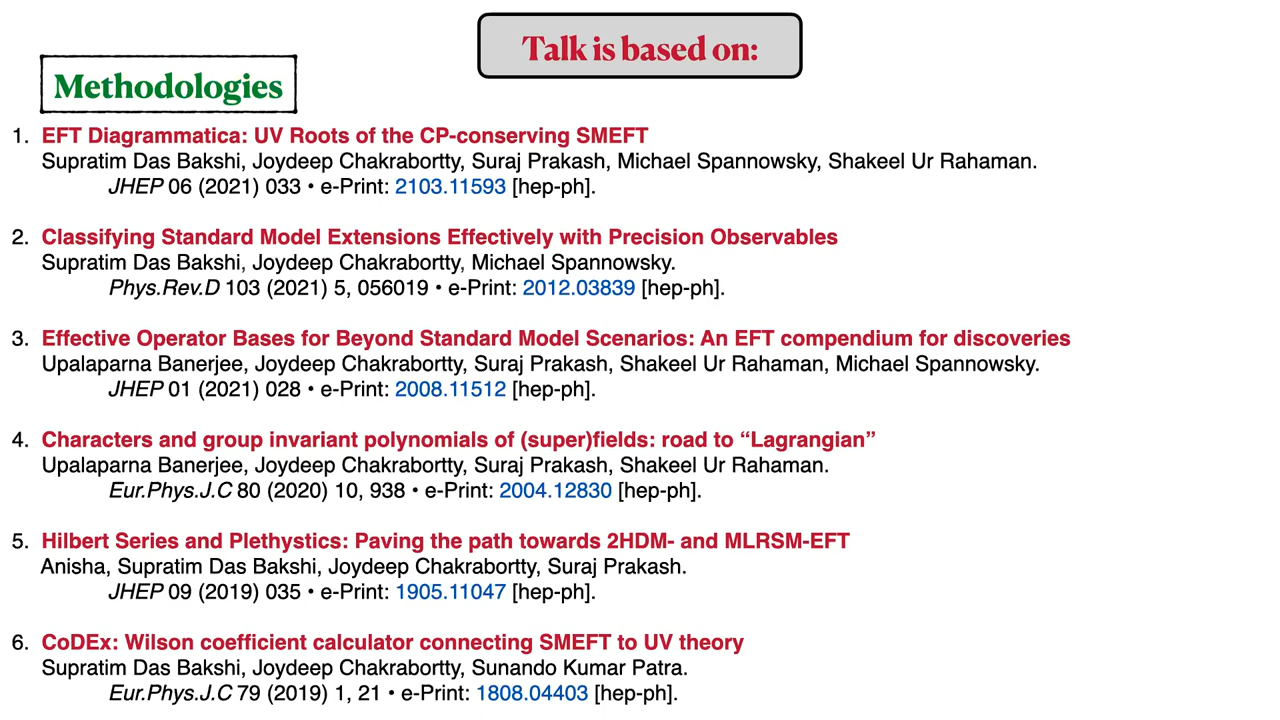 Talk is based on:
Methodologies
1. EFT Diagrammatica: UV Roots of the CP-conserving SMEFT
Supratim Das Bakshi, Joydeep Chakrabortty, Suraj Prakash, Michael Spannowsky, Shakeel Ur Rahaman.
JHEP 06 (2021) 033 • e-Print: 2103.11593 [hep-ph].
2. Classifying Standard Model Extensions Effectively with Precision Observables
Supratim Das Bakshi, Joydeep Chakrabortty, Michael Spannowsky.
Phys.Rev.D 103 (2021) 5, 056019 • e-Print: 2012.03839 [hep-ph].
3. Effective Operator Bases for Beyond Standard Model Scenarios: An EFT compendium for discoveries
Upalaparna Banerjee, Joydeep Chakrabortty, Suraj Prakash, Shakeel Ur Rahaman, Michael Spannowsky.
JHEP 01 (2021) 028 • e-Print: 2008.11512 [hep-ph].
4. Characters and group invariant polynomials of (super)fields: road to “Lagrangian”
Upalaparna Banerjee, Joydeep Chakrabortty, Suraj Prakash, Shakeel Ur Rahaman.
Eur.Phys.J.C 80 (2020) 10, 938 • e-Print: 2004.12830 [hep-ph].
5. Hilbert Series and Plethystics: Paving the path towards 2HDM- and MLRSM-EFT
Anisha, Supratim Das Bakshi, Joydeep Chakrabortty, Suraj Prakash.
JHEP 09 (2019) 035 • e-Print: 1905.11047 [hep-ph].
6. CoDEx: Wilson coefficient calculator connecting SMEFT to UV theory
Supratim Das Bakshi, Joydeep Chakrabortty, Sunando Kumar Patra.
Eur.Phys.J.C 79 (2019) 1, 21 • e-Print: 1808.04403 [hep-ph].